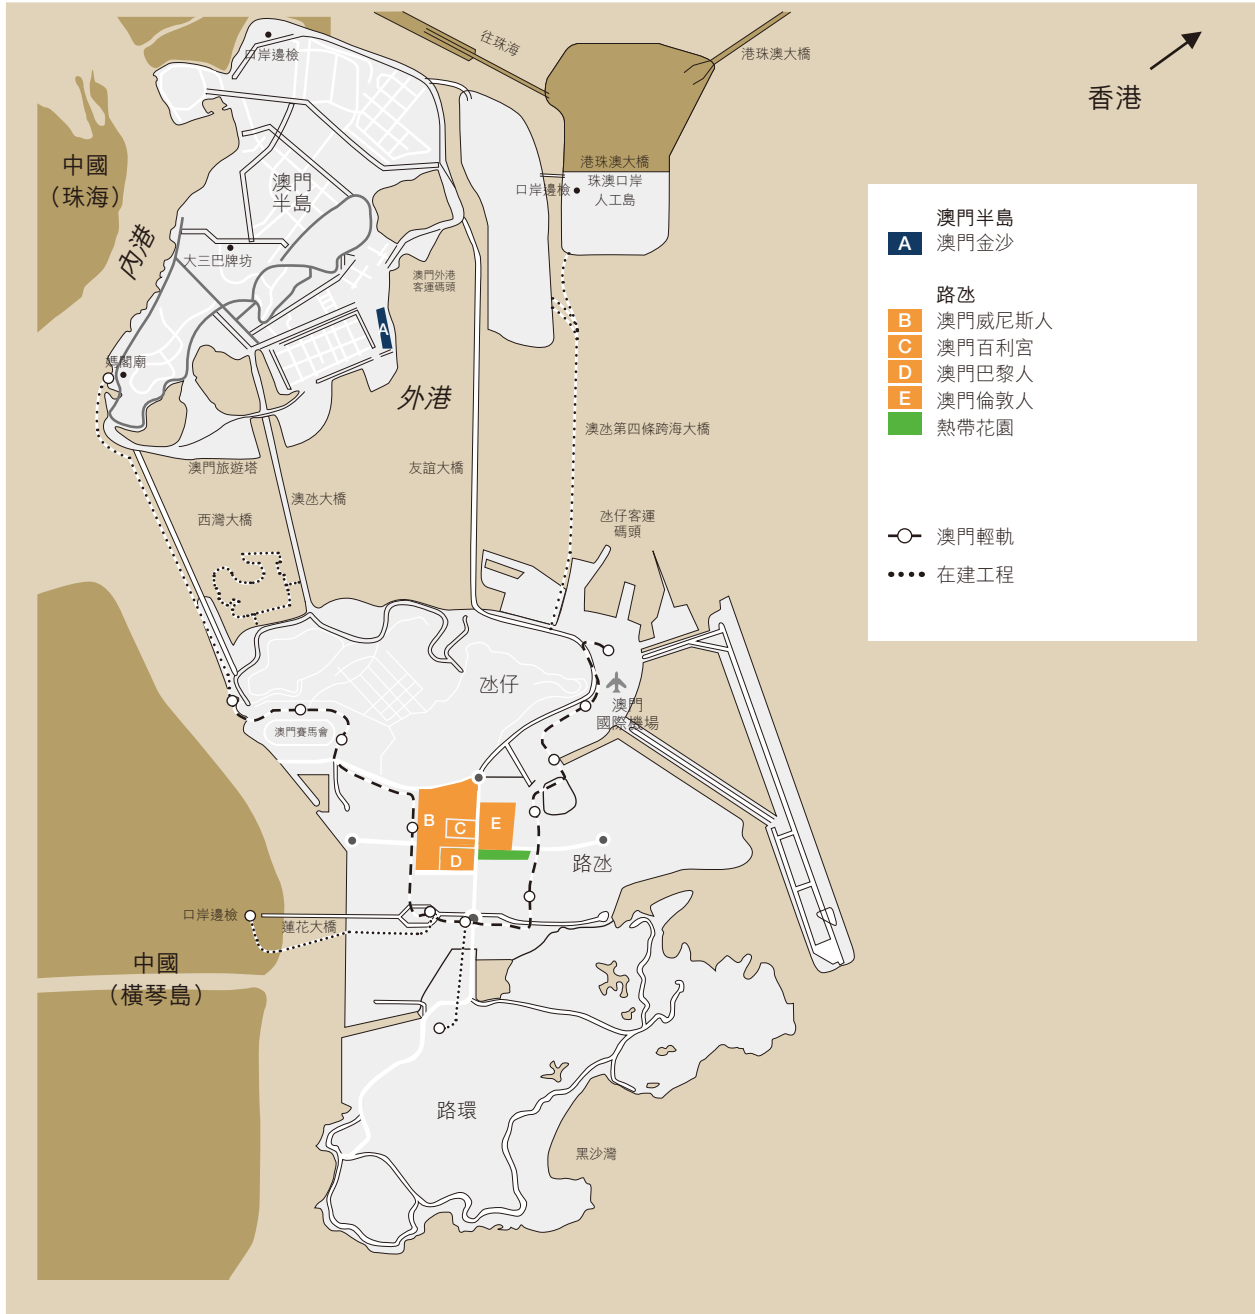 口岸邊檢
往珠海
港珠澳大橋
香港
中國
（珠海）
澳門
半島
港珠澳大橋
珠澳口岸
人工島
口岸邊檢
內港
大三巴牌坊
澳門外港
客運碼頭
A
媽閣廟
外港
澳氹第四條跨海大橋
澳門旅遊塔
友誼大橋
澳氹大橋
西灣大橋
氹仔客運
碼頭
氹仔
澳門
國際機場
澳門賽馬會
B
C
E
D
路氹
口岸邊檢
蓮花大橋
中國
（橫琴島）
路環
黑沙灣
澳門半島
A 澳門金沙
路氹
B 澳門威尼斯人
C 澳門百利宮
D 澳門巴黎人
E 澳門倫敦人
熱帶花園
澳門輕軌
在建工程